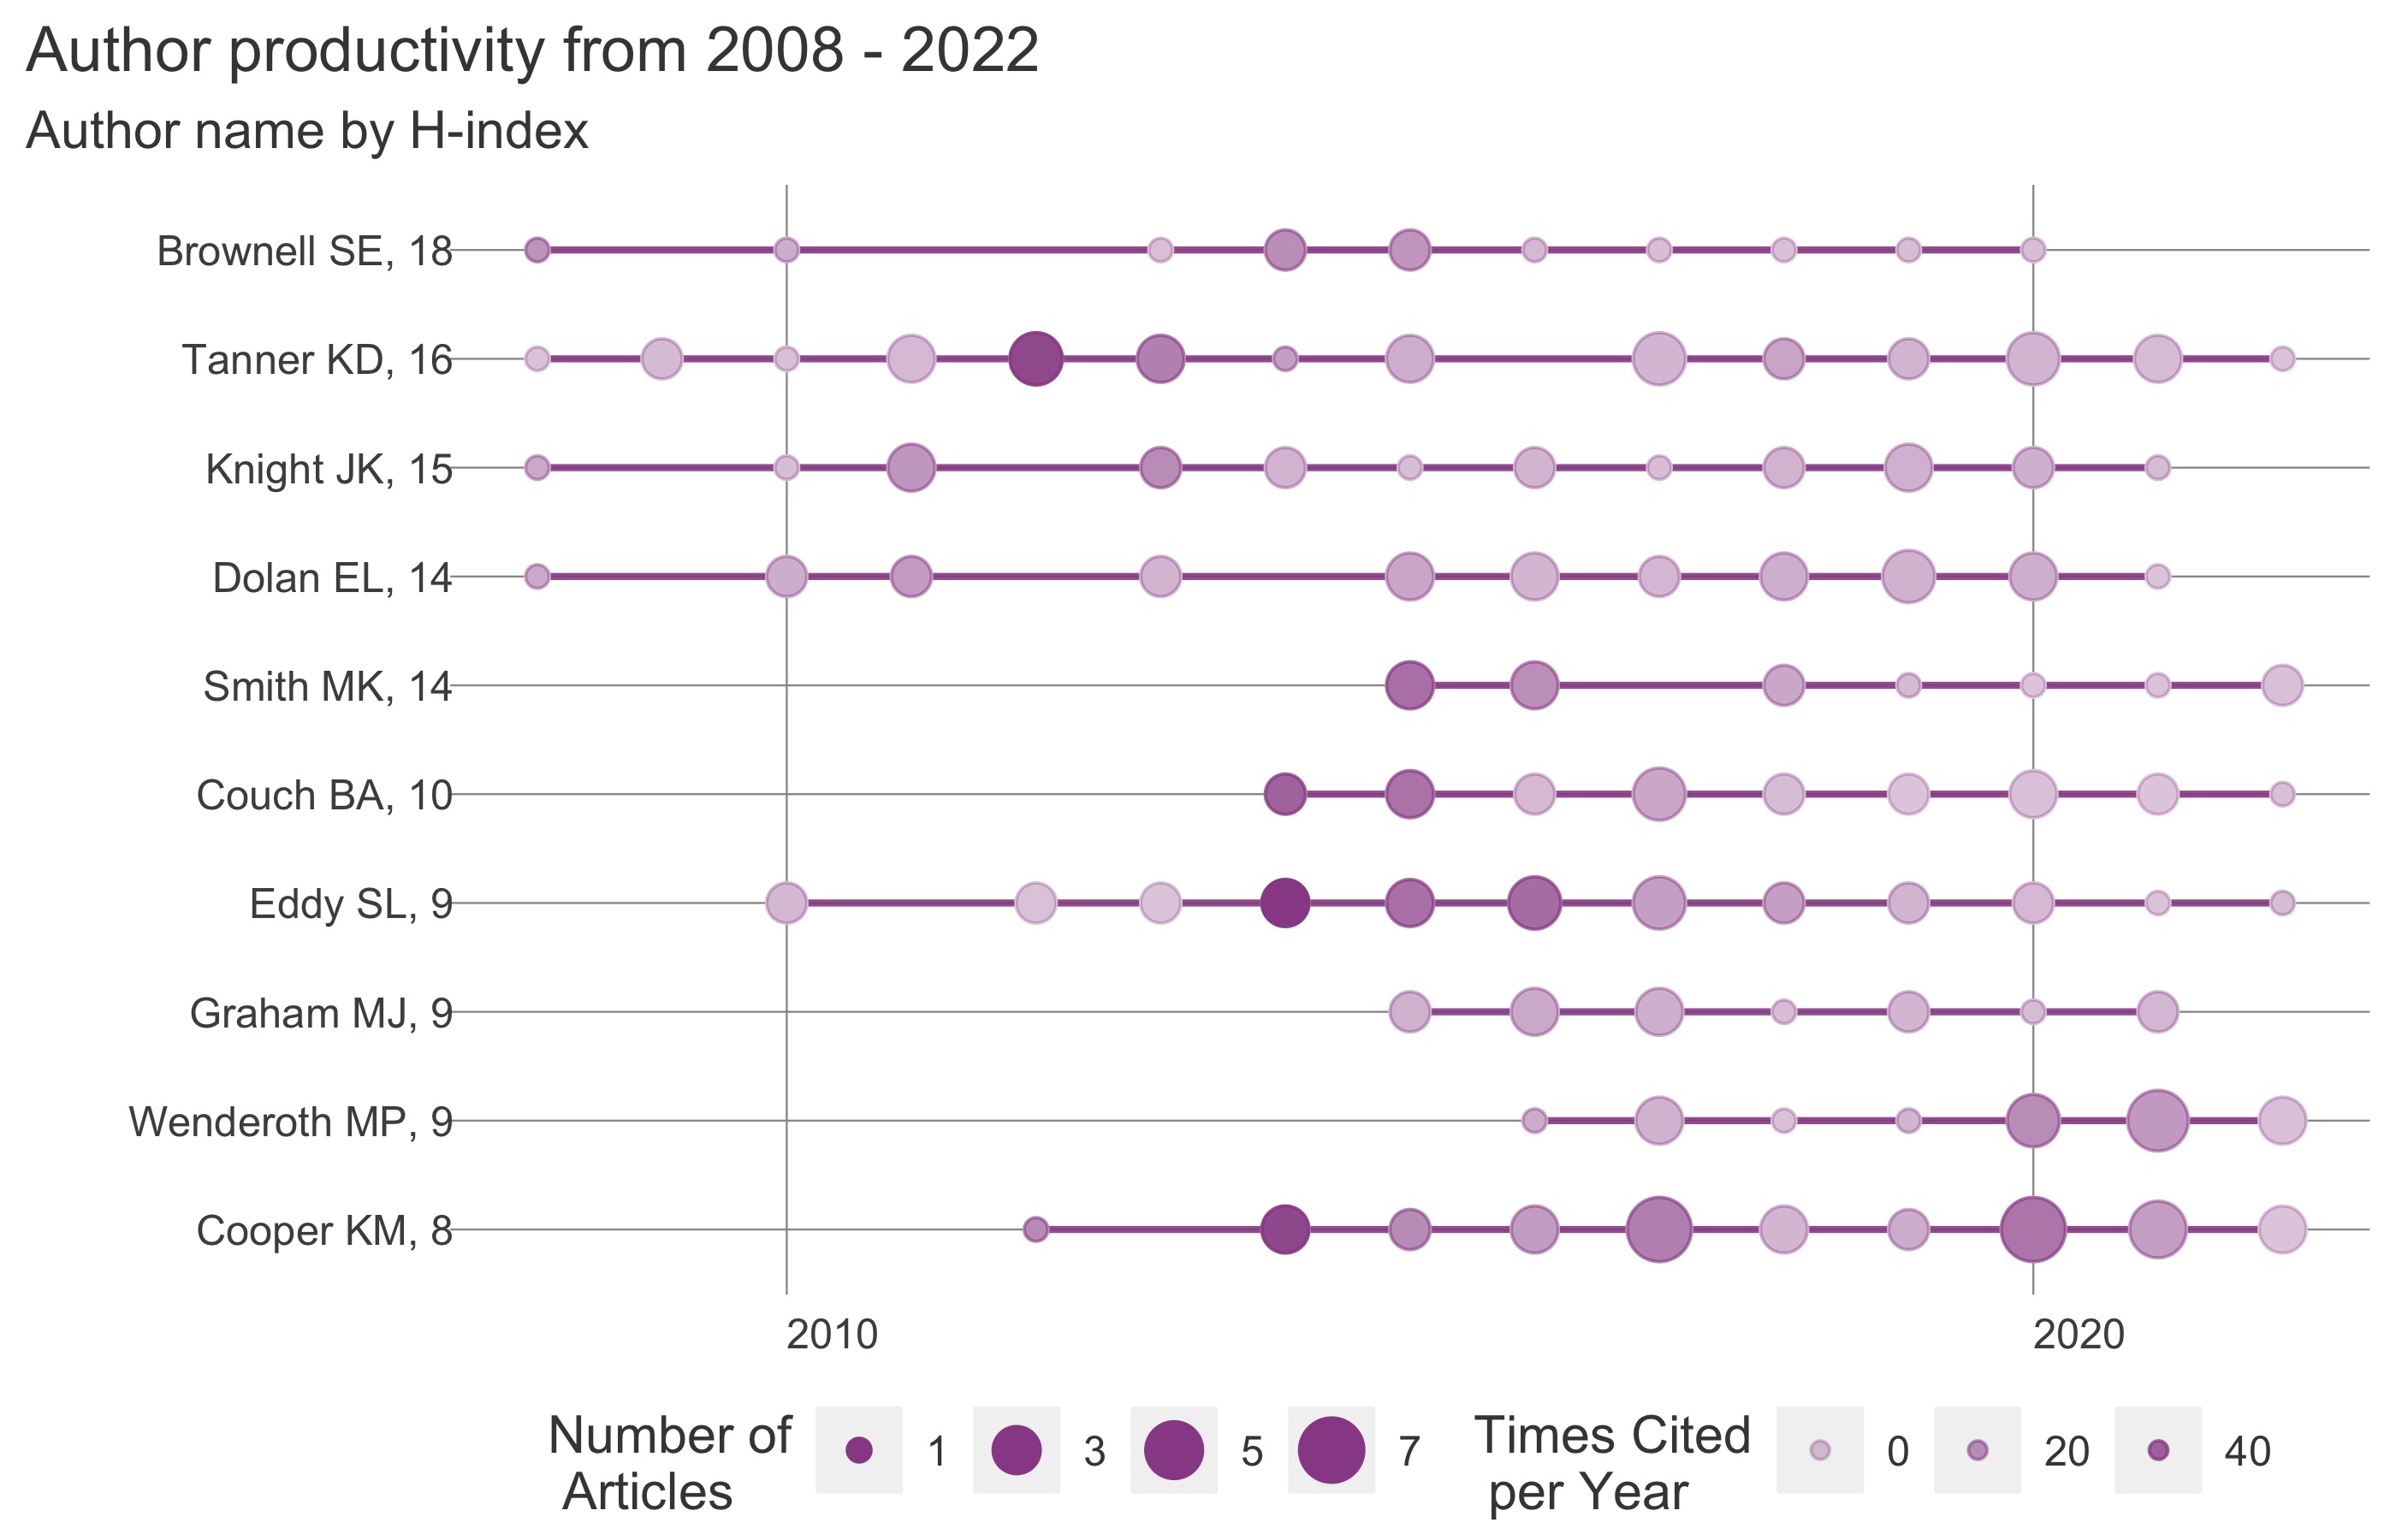 Author productivity from 2008 - 2022
Author name by H-index
Brownell SE, 18
Tanner KD, 16
Knight JK, 15
Dolan EL, 14
Smith MK, 14
Couch BA, 10
Eddy SL, 9
Graham MJ, 9
Wenderoth MP, 9
Cooper KM, 8
2010 2020
Number of
Articles
1 3 5 7
Times Cited
per Year
0 20 40